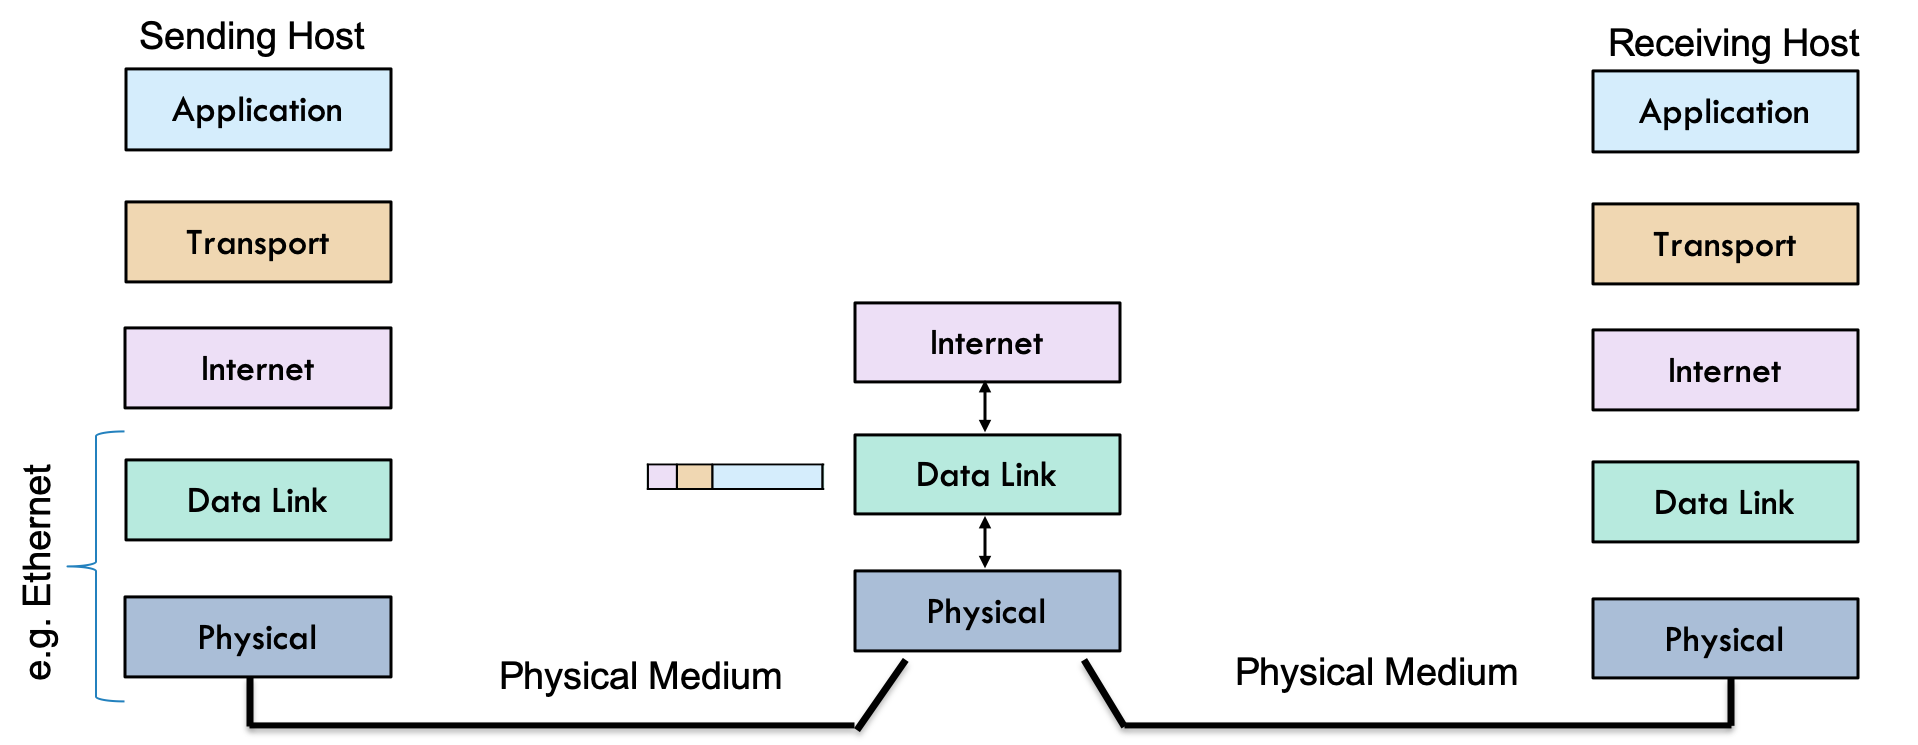 Sending Host
Application
Transport
Internet
Data Link
Physical
e.g. Ethernet
Physical Medium
Internet
Data Link
Physical
Physical Medium
Receiving Host
Application
Transport
Internet
Data Link
Physical